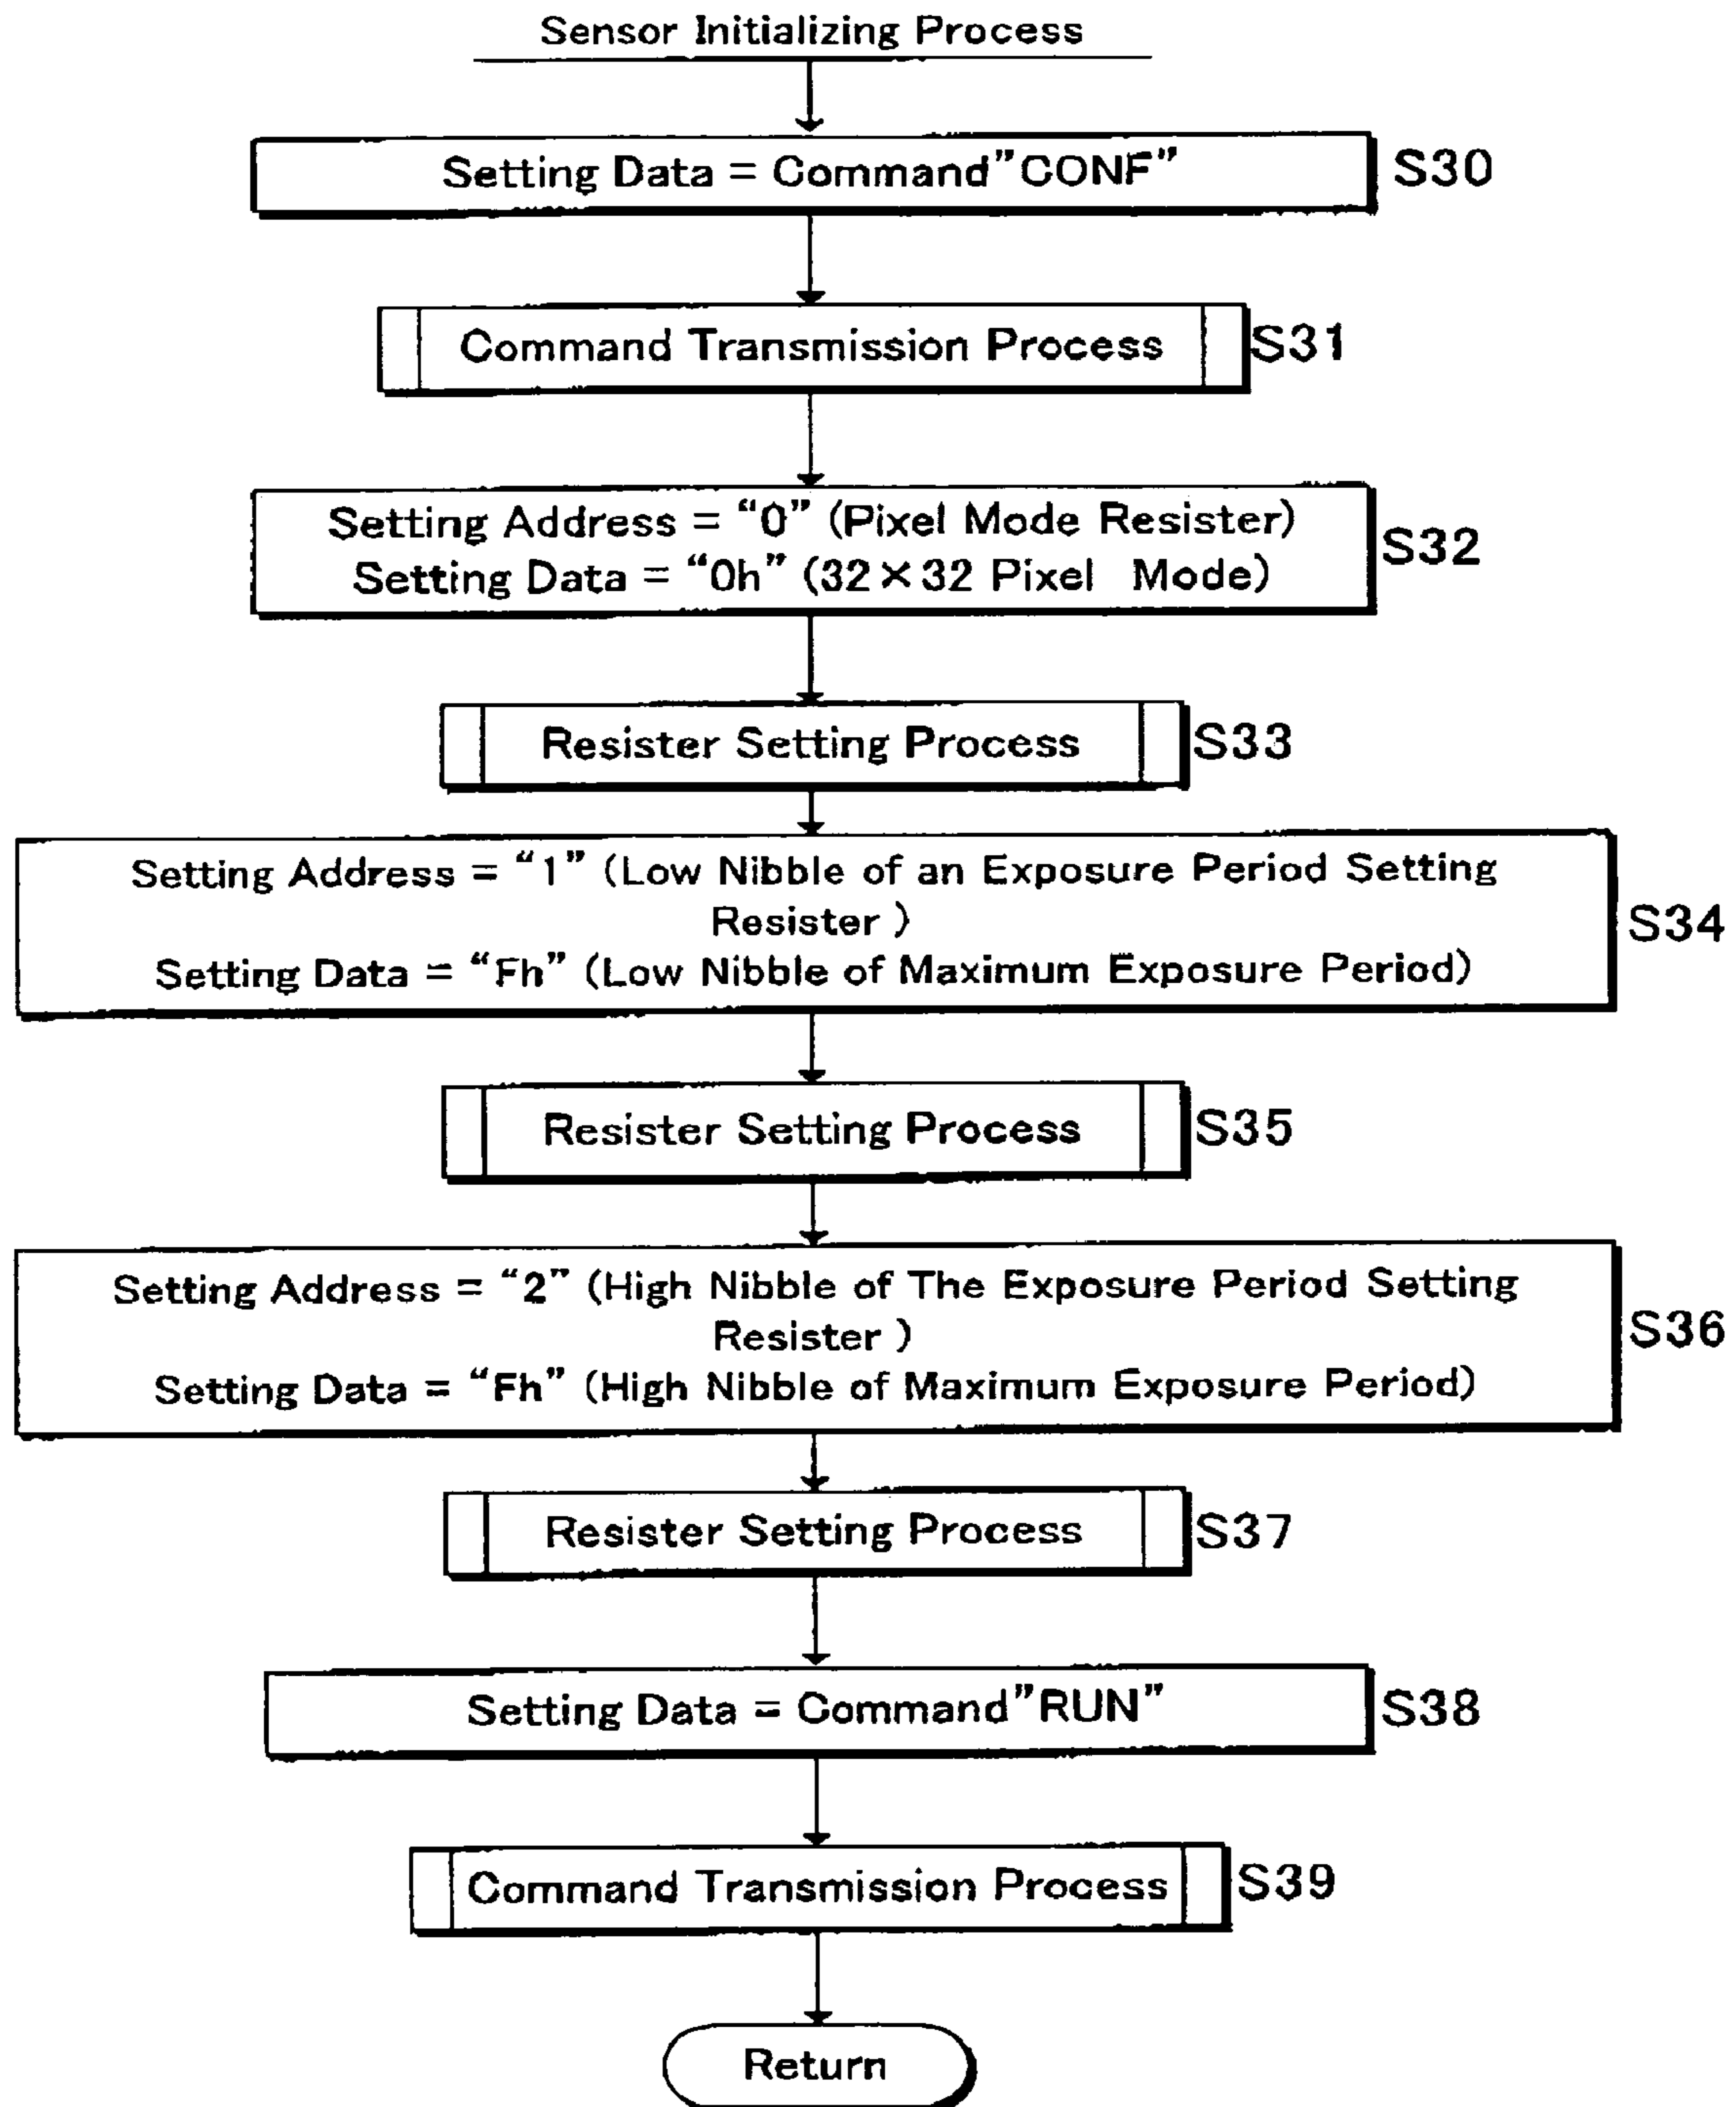 Sensor Initializing Process
Setting Data = Command”CONF”
S30
Command Transmission Process
S31
Setting Address = “0” (Pixel Mode Resister)
Setting Data = “0h” (32×32 Pixel Mode)
S32
Resister Setting Process
S33
Setting Address = “1” (Low Nibble of an Exposure Period Setting
Resister )
Setting Data = “Fh” (Low Nibble of Maximum Exposure Period)
S34
Resister Setting Process
S35
Setting Address = “2” (High Nibble of The Exposure Period Setting
Resister )
Setting Data = “Fh” (High Nibble of Maximum Exposure Period)
S36
Resister Setting Process
S37
Setting Data = Command”RUN”
S38
Command Transmission Process
S39
Return